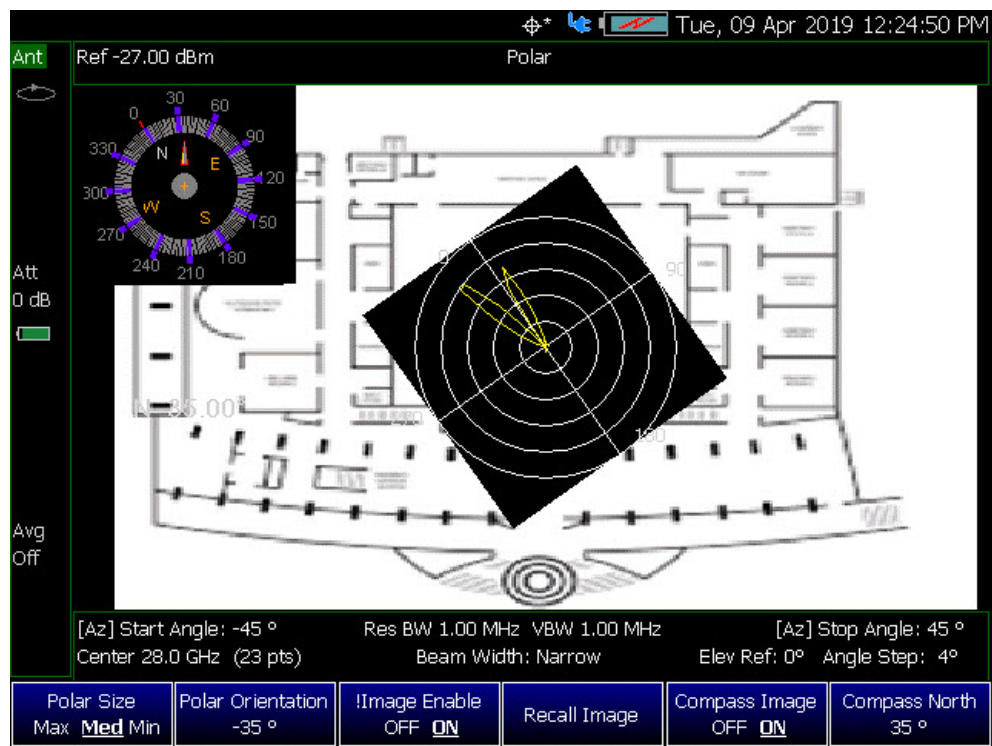 Tue, 09 Apr 2019 12:24:50 PM
Ant
Ref -27.00 dBm
Polar
0
30
60
90
120
150
180
210
240
270
300
330
N
E
S
W
Att
0 dB
0
90
180
270
Avg
Off
[Az] Start Angle: -45 º
Res BW 1.00 MHz VBW 1.00 MHz
[Az] Stop Angle: 45 º
Center 28.0 GHz (23 pts)
Beam Width: Narrow
Elev Ref: 0º Angle Step: 4º
Polar Size
Max Med Min
Polar Orientation
-35 º
!Image Enable
OFF ON
Recall Image
Compass Image
OFF ON
Compass North
35 º